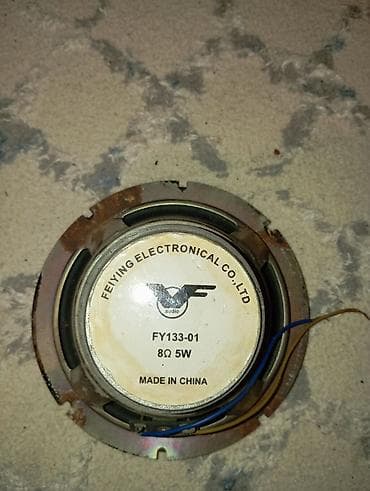 FEIYING ELECTRONICAL CO.,LTD
audio
FY133-01
8Ω 5W
MADE IN CHINA